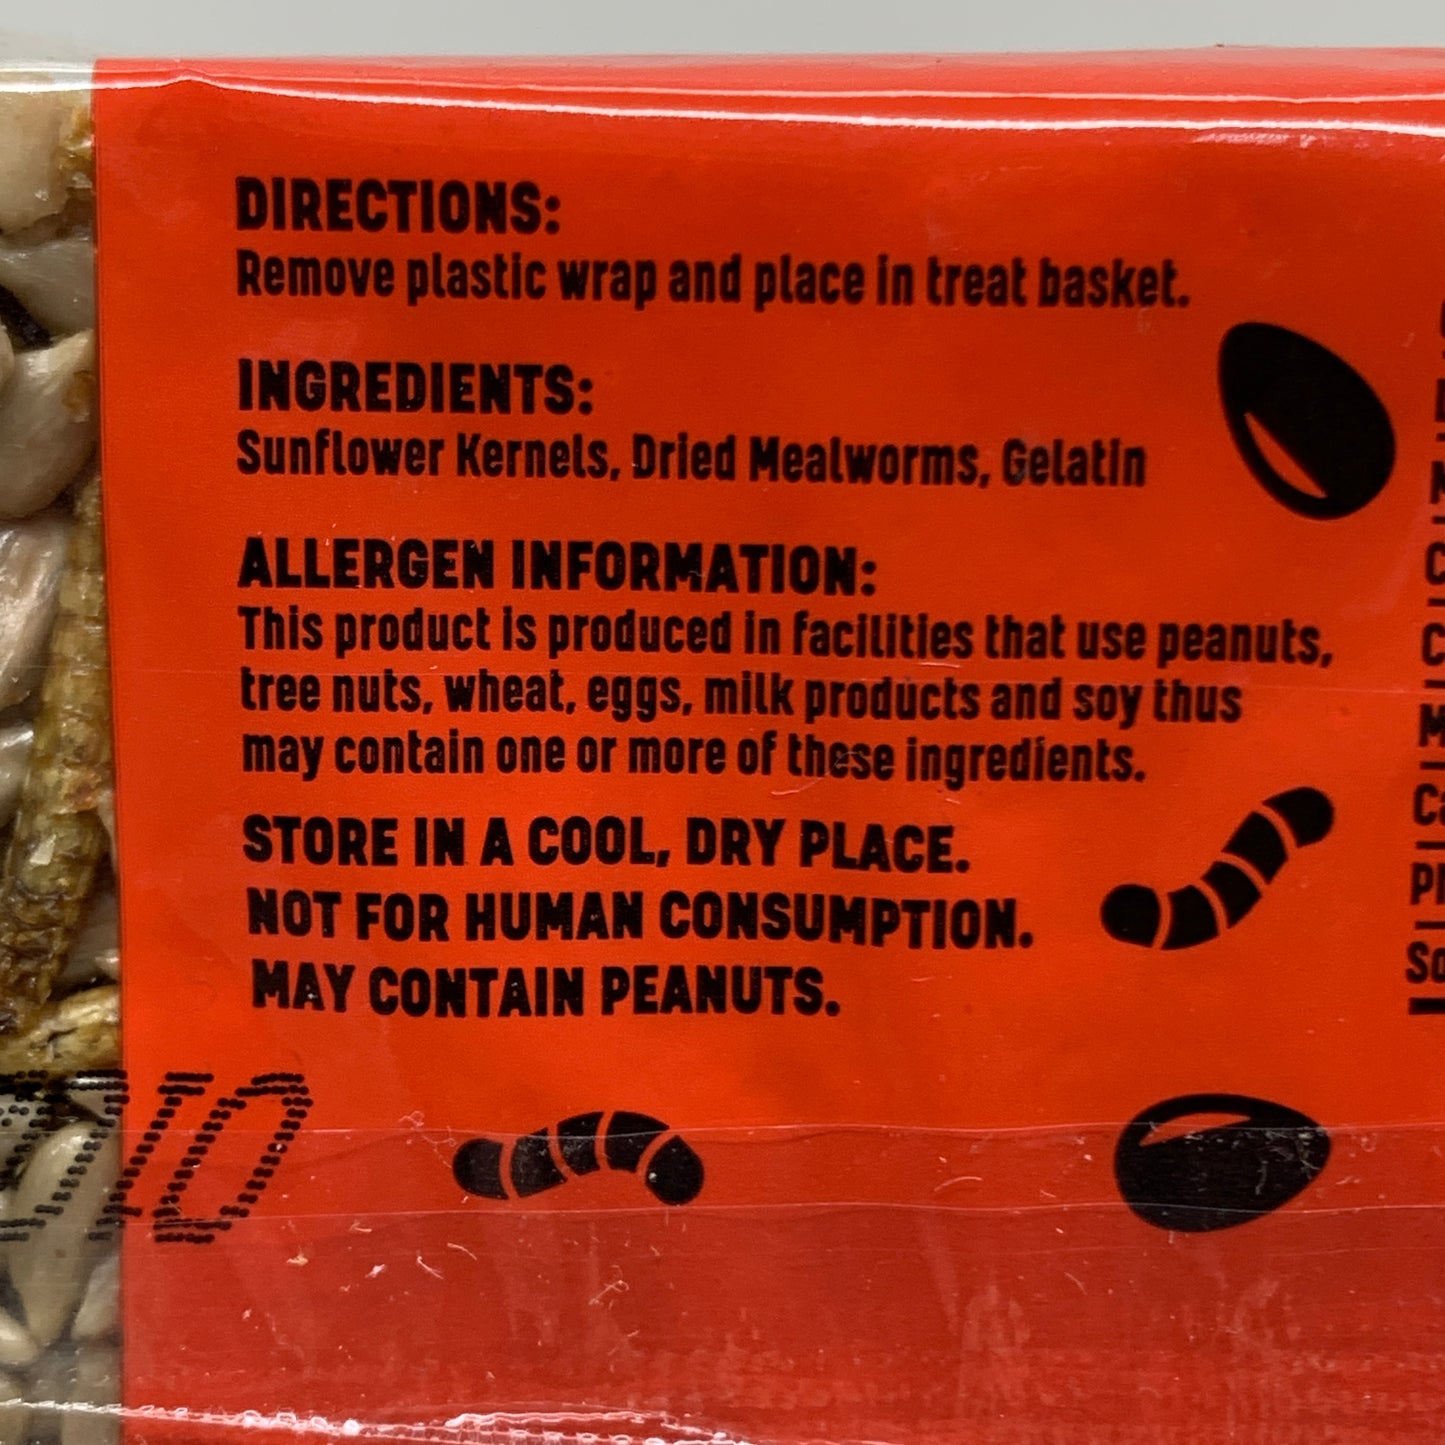 DIRECTIONS:
Remove plastic wrap and place in treat basket.
INGREDIENTS:
Sunflower Kernels, Dried Mealworms, Gelatin
ALLERGEN INFORMATION:
This product is produced in facilities that use peanuts,
tree nuts, wheat, eggs, milk products and soy thus
may contain one or more of these ingredients.
STORE IN A COOL, DRY PLACE.
NOT FOR HUMAN CONSUMPTION.
MAY CONTAIN PEANUTS.